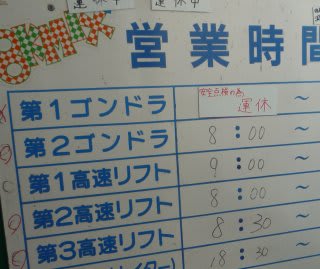 運休中
運休中
営業時間
第1ゴンドラ 安全点検の為、運休 ～
第2ゴンドラ 8:00 ～
第1高速リフト 9:00 ～
第2高速リフト 8:00 ～
第3高速リフト 8:30 ～
8:30